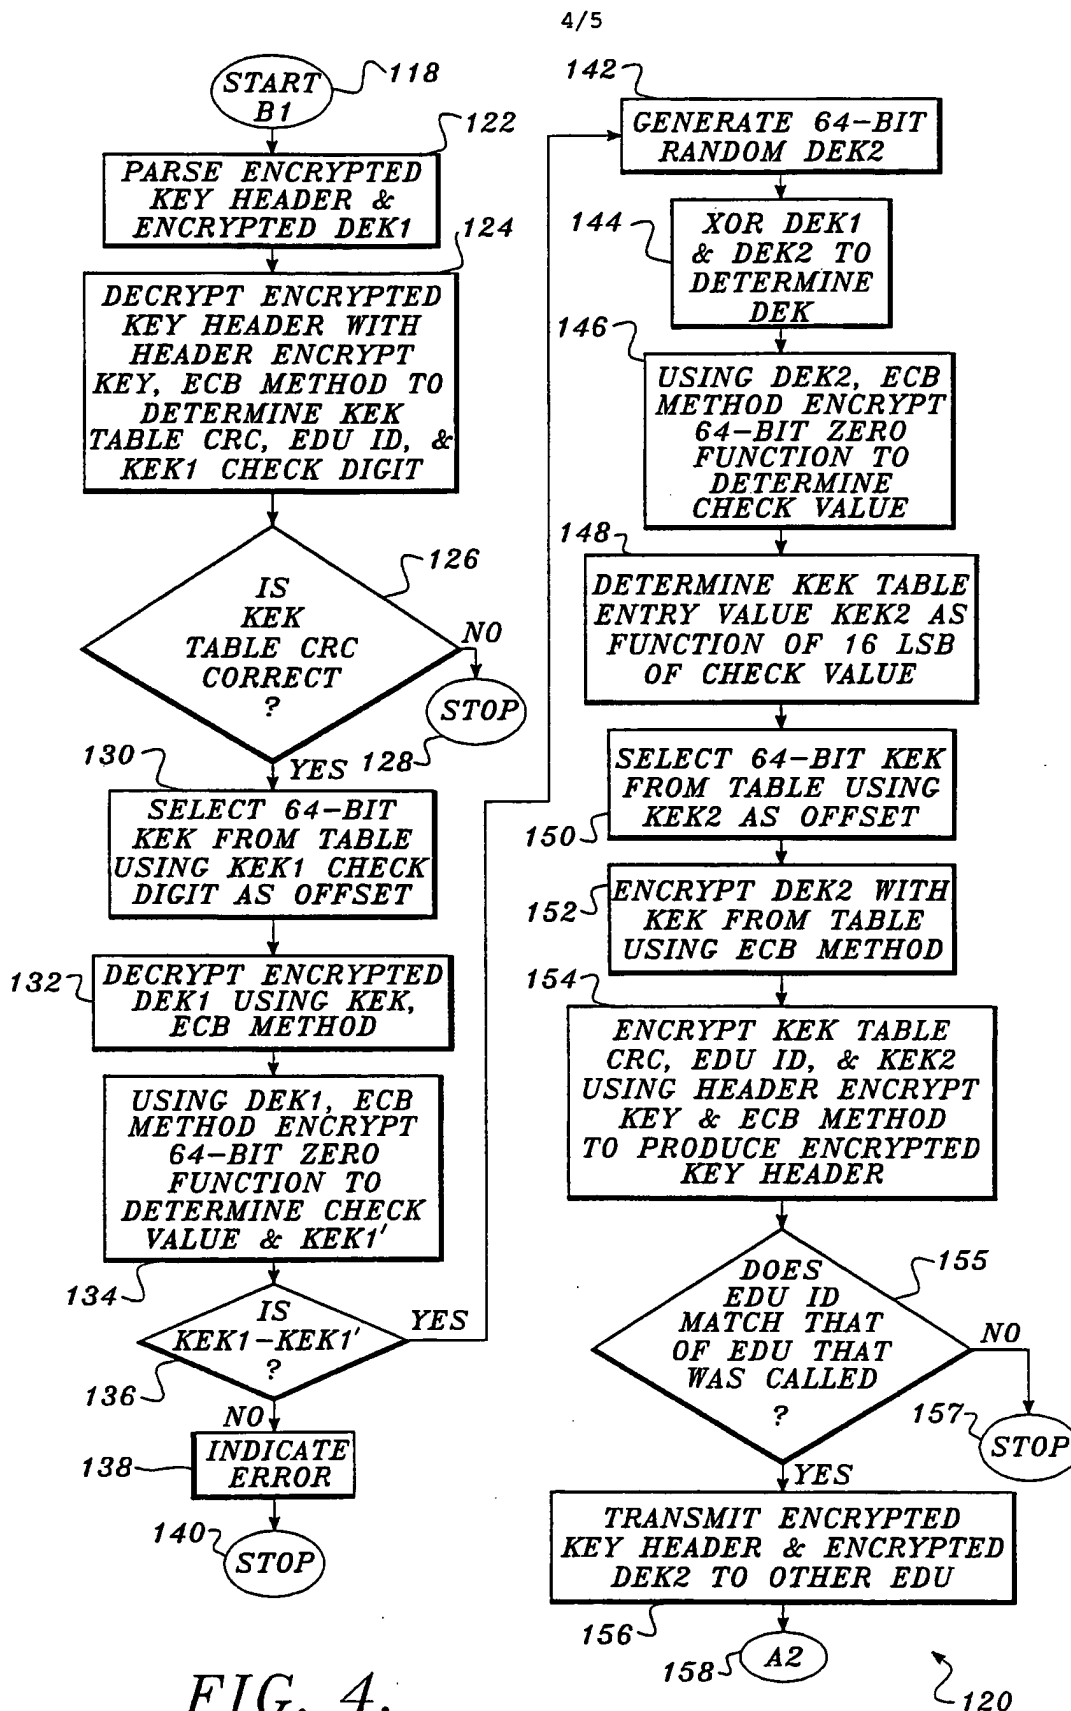 4/5
START
B1
118
122
PARSE ENCRYPTED
KEY HEADER &
ENCRYPTED DEK1
124
DECRYPT ENCRYPTED
KEY HEADER WITH
HEADER ENCRYPT
KEY, ECB METHOD TO
DETERMINE KEK
TABLE CRC, EDU ID, &
KEK1 CHECK DIGIT
126
IS
KEK
TABLE CRC
CORRECT
?
NO
STOP
128
YES
130
SELECT 64-BIT
KEK FROM TABLE
USING KEK1 CHECK
DIGIT AS OFFSET
132
DECRYPT ENCRYPTED
DEK1 USING KEK,
ECB METHOD
USING DEK1, ECB
METHOD ENCRYPT
64-BIT ZERO
FUNCTION TO
DETERMINE CHECK
VALUE & KEK1'
134
IS
KEK1-KEK1'
?
YES
136
NO
138
INDICATE
ERROR
140
STOP
142
GENERATE 64-BIT
RANDOM DEK2
144
XOR DEK1
& DEK2 TO
DETERMINE
DEK
146
USING DEK2, ECB
METHOD ENCRYPT
64-BIT ZERO
FUNCTION TO
DETERMINE
CHECK VALUE
148
DETERMINE KEK TABLE
ENTRY VALUE KEK2 AS
FUNCTION OF 16 LSB
OF CHECK VALUE
SELECT 64-BIT KEK
FROM TABLE USING
KEK2 AS OFFSET
150
152
ENCRYPT DEK2 WITH
KEK FROM TABLE
USING ECB METHOD
154
ENCRYPT KEK TABLE
CRC, EDU ID, & KEK2
USING HEADER ENCRYPT
KEY & ECB METHOD
TO PRODUCE ENCRYPTED
KEY HEADER
155
DOES
EDU ID
MATCH THAT
OF EDU THAT
WAS CALLED
?
NO
157
STOP
YES
TRANSMIT ENCRYPTED
KEY HEADER & ENCRYPTED
DEK2 TO OTHER EDU
156
A2
158
120
FIG. 4.